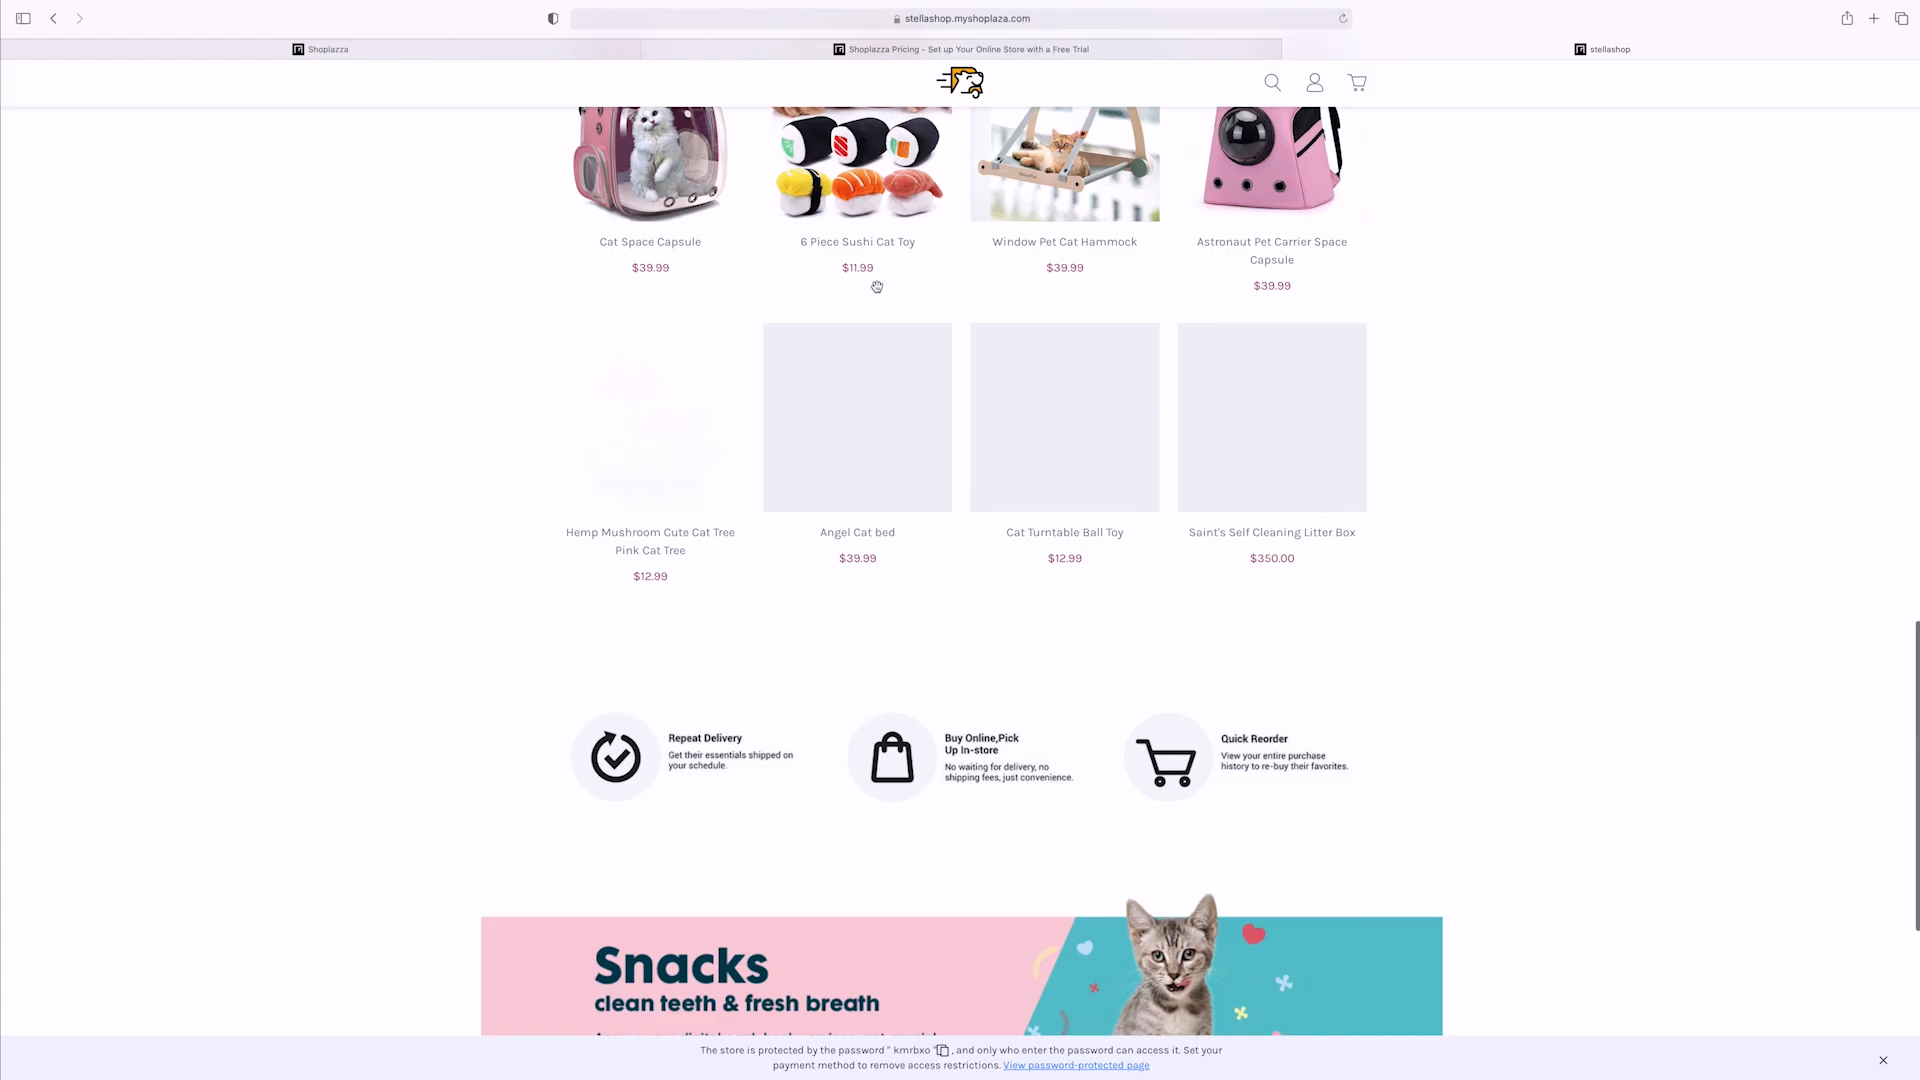 stellashop.myshoplaza.com
Shoplazza
Shoplazza Pricing - Set up Your Online Store with a Free Trial
stellashop
Cat Space Capsule
$39.99
6 Piece Sushi Cat Toy
$11.99
Window Pet Cat Hammock
$39.99
Astronaut Pet Carrier Space
Capsule
$39.99
Hemp Mushroom Cute Cat Tree
Pink Cat Tree
$12.99
Angel Cat bed
$39.99
Cat Turntable Ball Toy
$12.99
Saint's Self Cleaning Litter Box
$350.00
Repeat Delivery
Get their essentials shipped on
your schedule.
Buy Online,Pick
Up In-store
No waiting for delivery, no
shipping fees, just convenience.
Quick Reorder
View your entire purchase
history to re-buy their favorites.
Snacks
clean teeth & fresh breath
The store is protected by the password " kmrbxo " , and only who enter the password can access it. Set your
payment method to remove access restrictions. View password-protected page